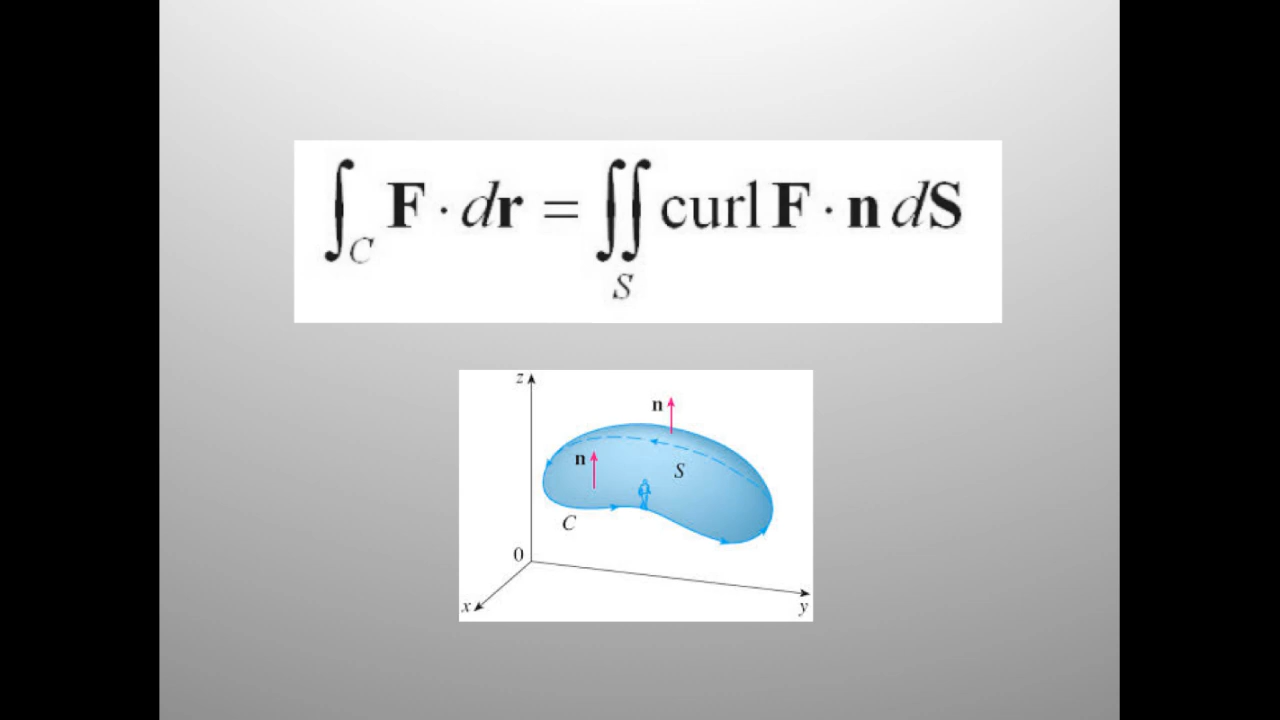 ∫_C F · dr = ∬_S curl F · n dS
z
n
n
S
C
0
x
y